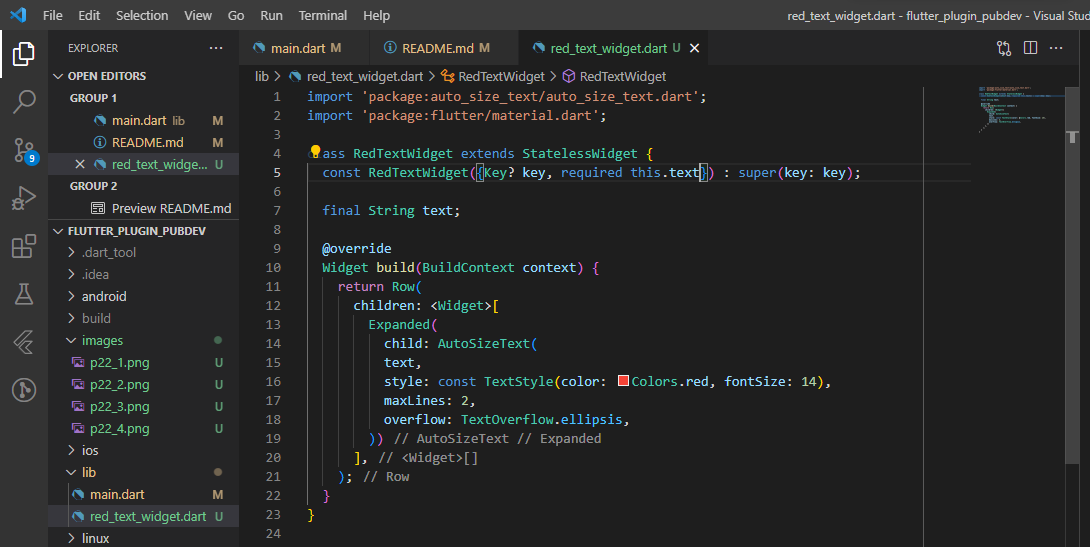 File Edit Selection View Go Run Terminal Help red_text_widget.dart - flutter_plugin_pubdev - Visual Stud
EXPLORER
OPEN EDITORS
GROUP 1
main.dart lib M
README.md M
red_text_widge... U
GROUP 2
Preview README.md
FLUTTER_PLUGIN_PUBDEV
.dart_tool
.idea
android
build
images
p22_1.png U
p22_2.png U
p22_3.png U
p22_4.png U
ios
lib
main.dart M
red_text_widget.dart U
linux
9
main.dart M README.md M red_text_widget.dart U
lib > red_text_widget.dart > RedTextWidget > RedTextWidget
1 import 'package:auto_size_text/auto_size_text.dart';
2 import 'package:flutter/material.dart';
3
4 ass RedTextWidget extends StatelessWidget {
5 const RedTextWidget({Key? key, required this.text}) : super(key: key);
6
7 final String text;
8
9 @override
10 Widget build(BuildContext context) {
11 return Row(
12 children: <Widget>[
13 Expanded(
14 child: AutoSizeText(
15 text,
16 style: const TextStyle(color: Colors.red, fontSize: 14),
17 maxLines: 2,
18 overflow: TextOverflow.ellipsis,
19 )) // AutoSizeText // Expanded
20 ], // <Widget>[]
21 ); // Row
22 }
23 }
24